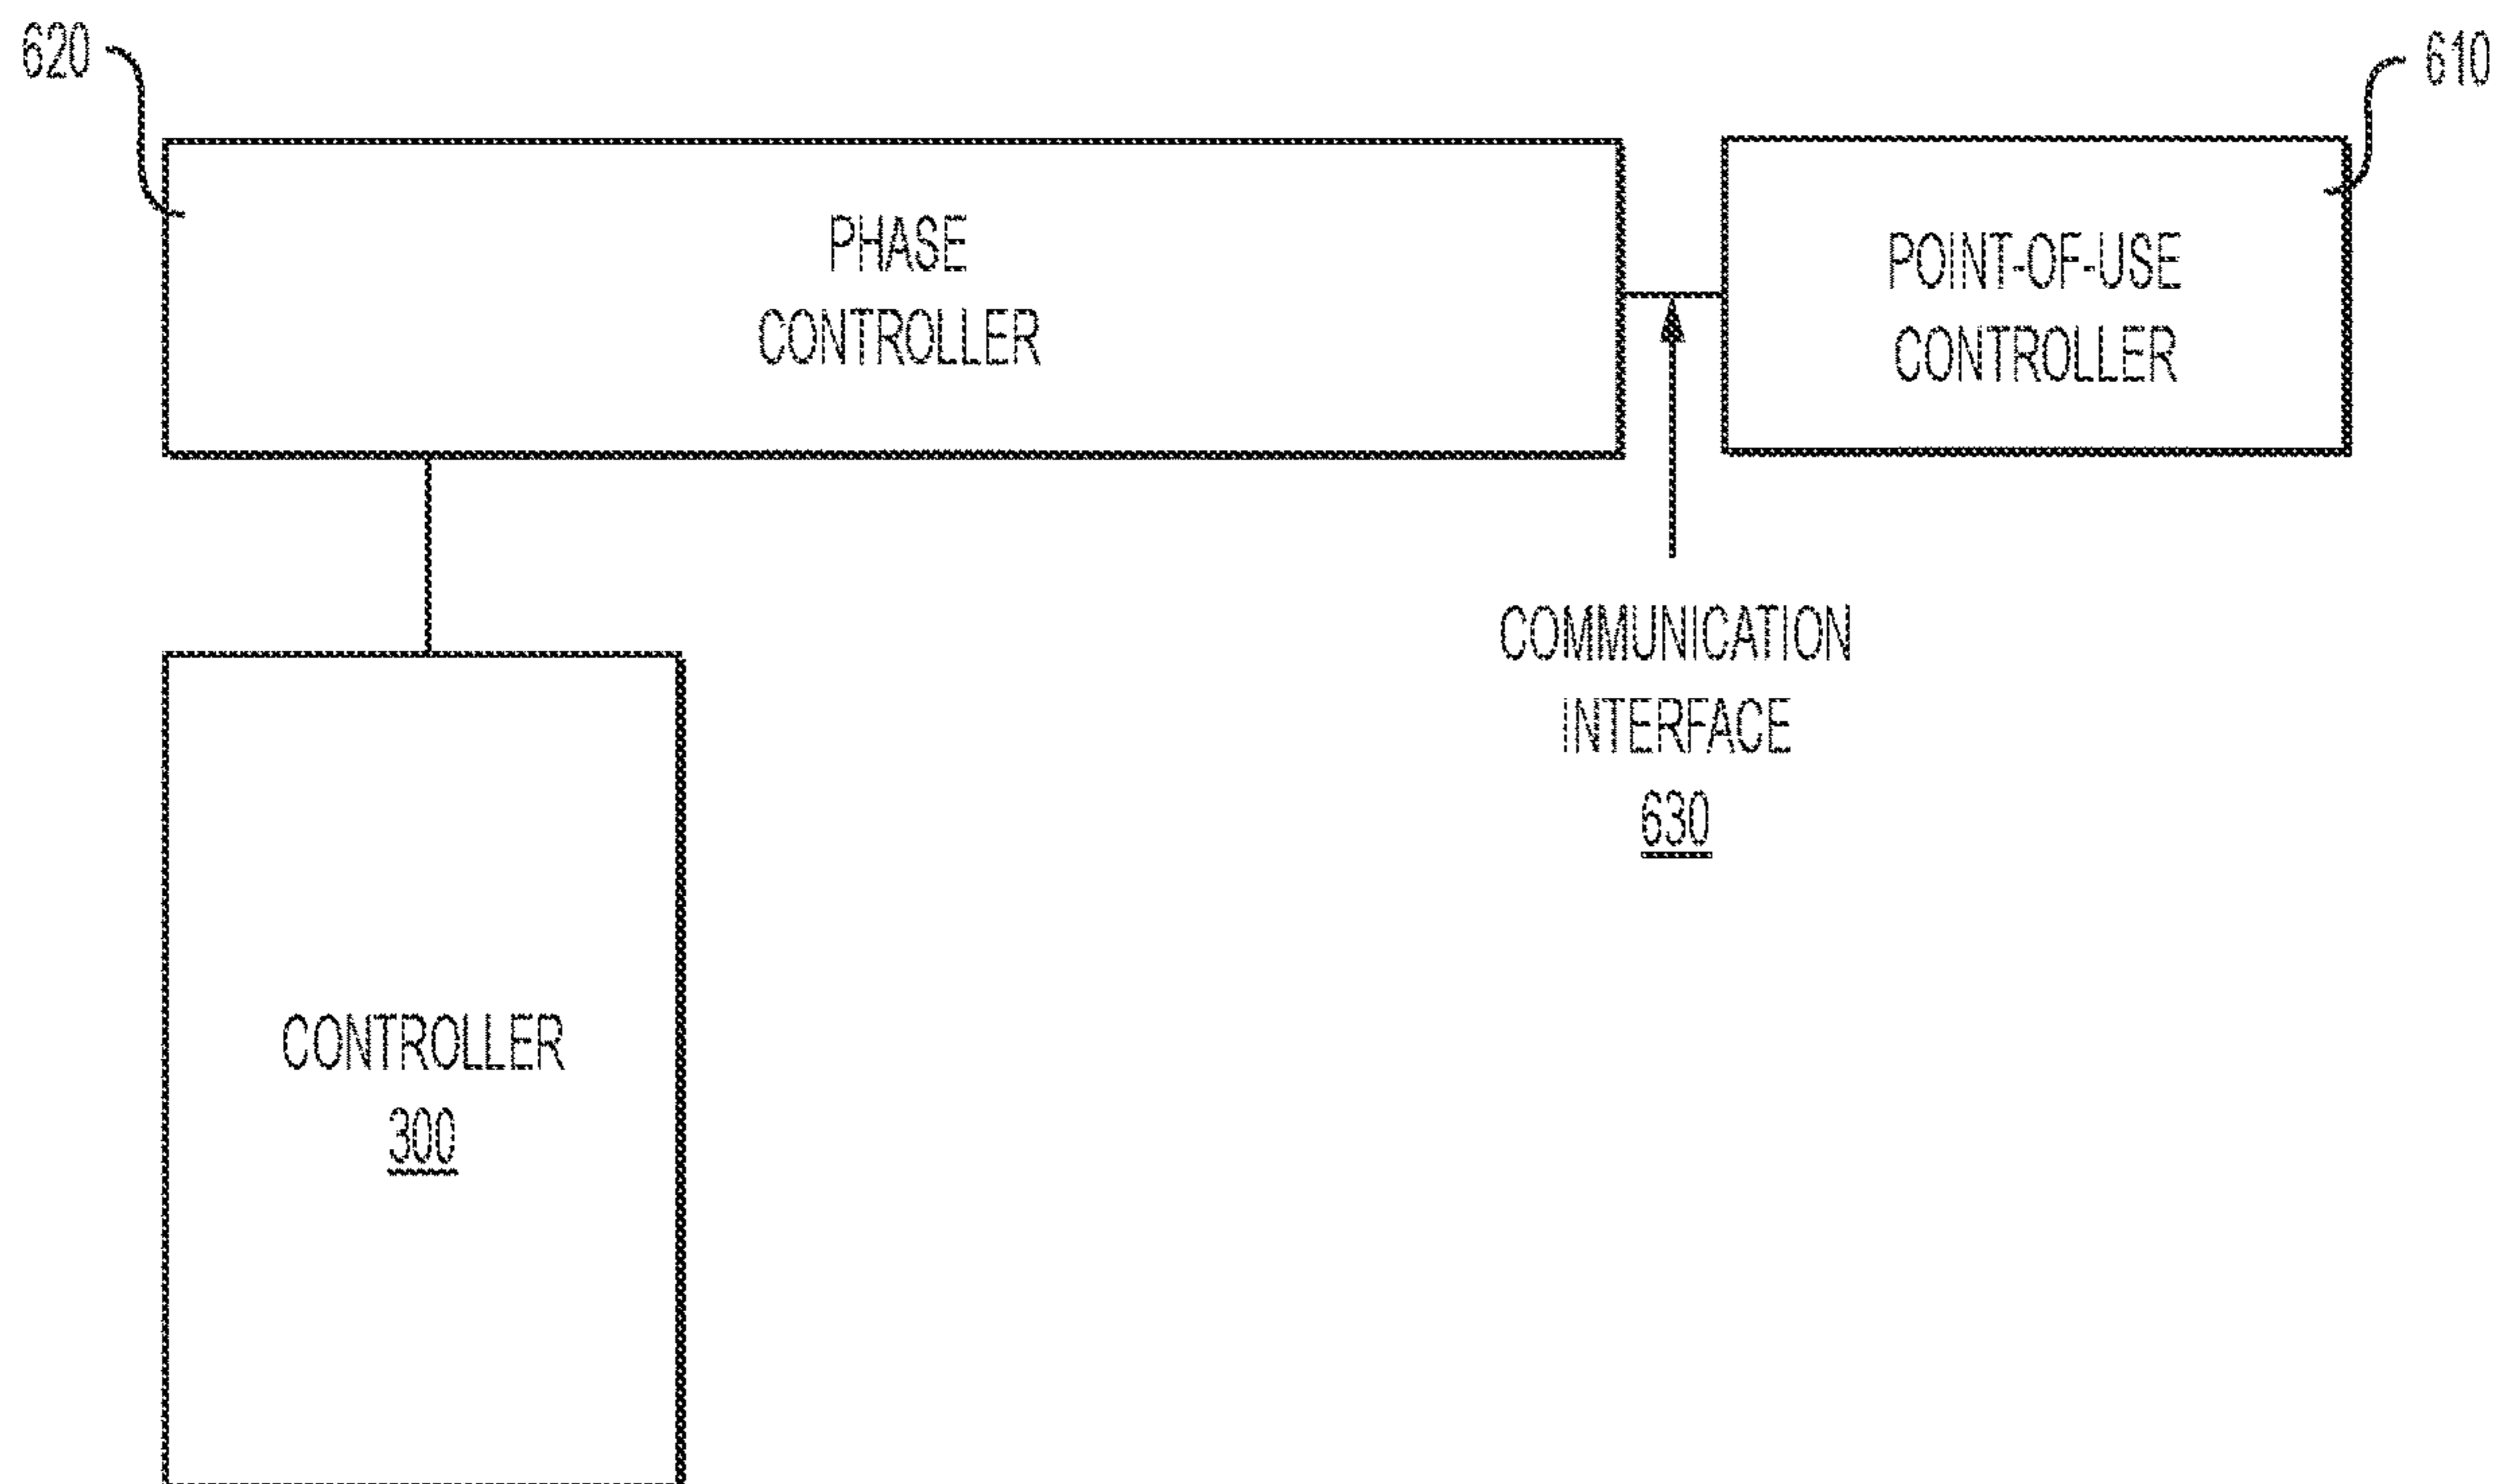 620
610
PHASE
CONTROLLER
POINT-OF-USE
CONTROLLER
COMMUNICATION
INTERFACE
630
CONTROLLER
300